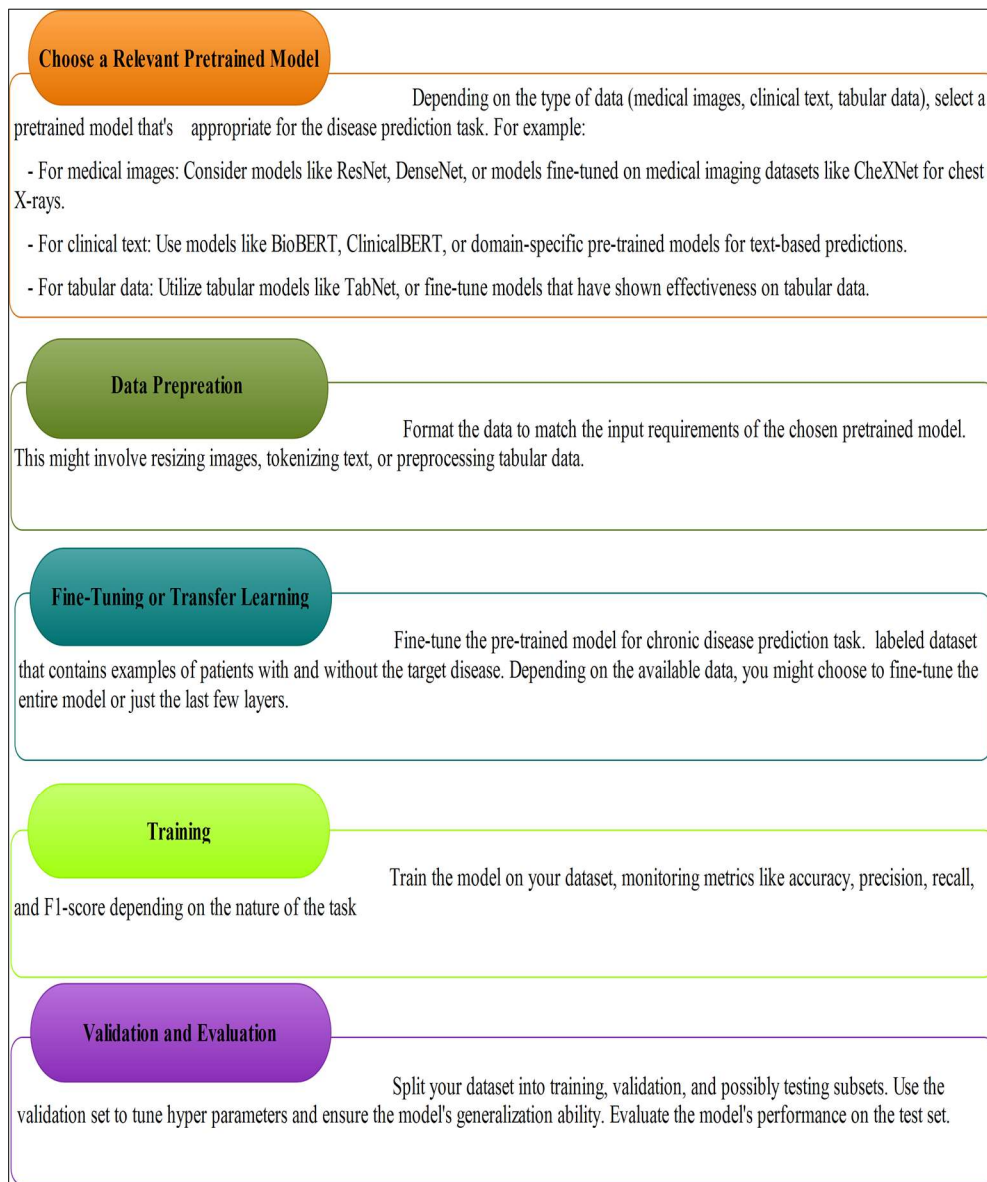 Choose a Relevant Pretrained Model
Depending on the type of data (medical images, clinical text, tabular data), select a
pretrained model that's appropriate for the disease prediction task. For example:
- For medical images: Consider models like ResNet, DenseNet, or models fine-tuned on medical imaging datasets like CheXNet for chest
X-rays.
- For clinical text: Use models like BioBERT, ClinicalBERT, or domain-specific pre-trained models for text-based predictions.
- For tabular data: Utilize tabular models like TabNet, or fine-tune models that have shown effectiveness on tabular data.
Data Prepreation
Format the data to match the input requirements of the chosen pretrained model.
This might involve resizing images, tokenizing text, or preprocessing tabular data.
Fine-Tuning or Transfer Learning
Fine-tune the pre-trained model for chronic disease prediction task. labeled dataset
that contains examples of patients with and without the target disease. Depending on the available data, you might choose to fine-tune the
entire model or just the last few layers.
Training
Train the model on your dataset, monitoring metrics like accuracy, precision, recall,
and F1-score depending on the nature of the task
Validation and Evaluation
Split your dataset into training, validation, and possibly testing subsets. Use the
validation set to tune hyper parameters and ensure the model's generalization ability. Evaluate the model's performance on the test set.